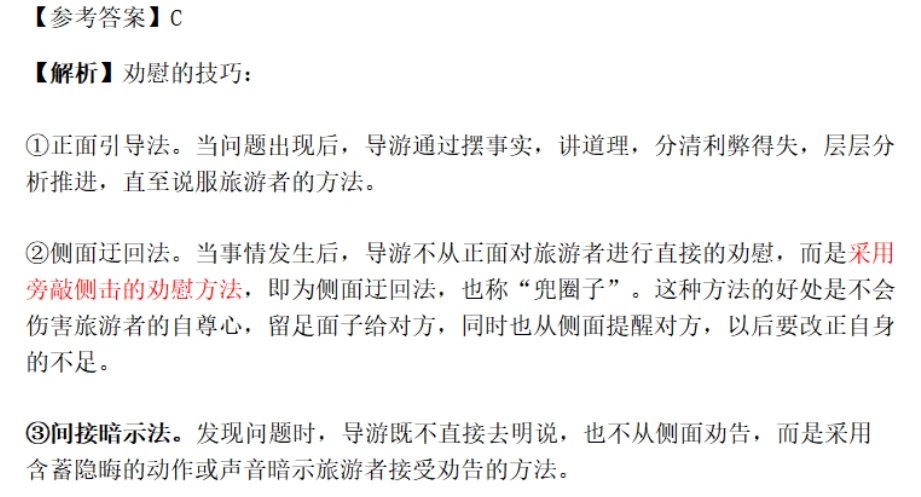 【参考答案】C
【解析】劝慰的技巧：
①正面引导法。当问题出现后，导游通过摆事实，讲道理，分清利弊得失，层层分
析推进，直至说服旅游者的方法。
②侧面迂回法。当事情发生后，导游不从正面对旅游者进行直接的劝慰，而是采用
旁敲侧击的劝慰方法，即为侧面迂回法，也称“兜圈子”。这种方法的好处是不会
伤害旅游者的自尊心，留足面子给对方，同时也从侧面提醒对方，以后要改正自身
的不足。
③间接暗示法。发现问题时，导游既不直接去明说，也不从侧面劝告，而是采用
含蓄隐晦的动作或声音暗示旅游者接受劝告的方法。